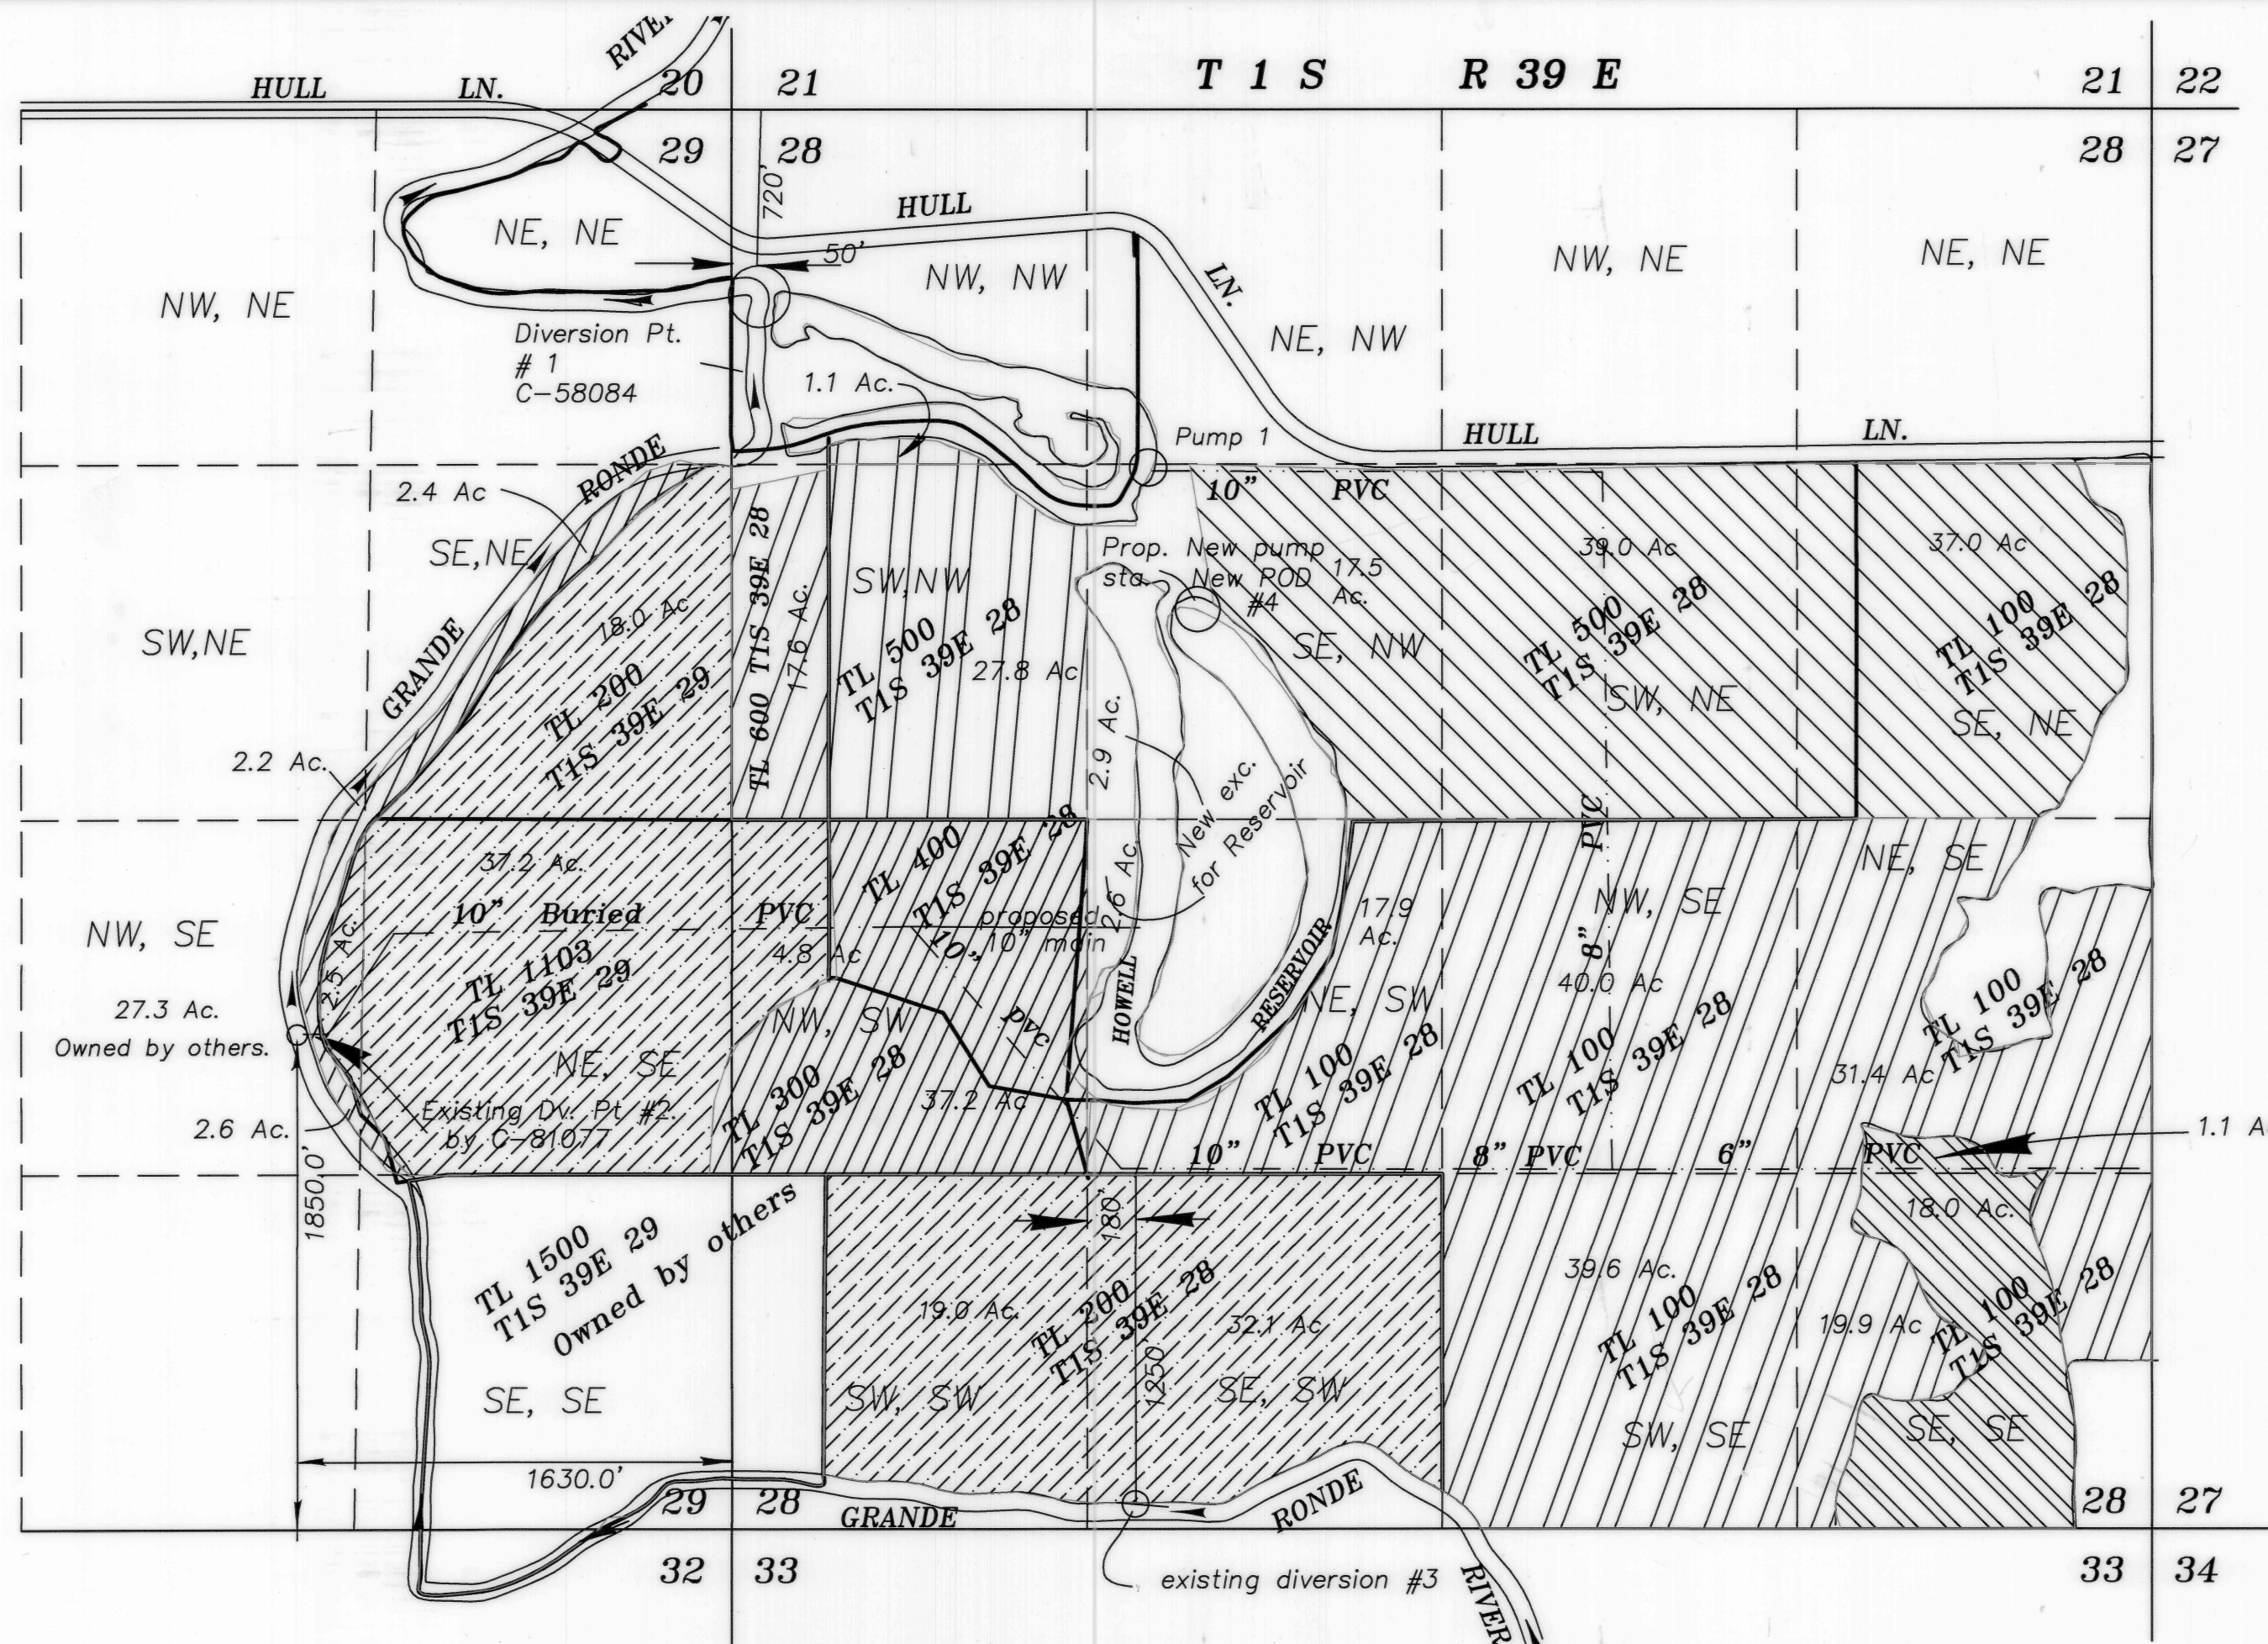 T 1 S R 39 E
RIVER
HULL LN.
20 21
21 22
29 28
28 27
720'
HULL
50'
NE, NE
NW, NW
LN.
NW, NE
NE, NE
NW, NE
NE, NW
Diversion Pt.
# 1
C-58084
1.1 Ac.
Pump 1
HULL
LN.
RONDE
2.4 Ac
10" PVC
SE,NE
TL 600 T1S 39E 28
SW,NW
Prop. New pump
sta. New POD
#4
17.5
Ac.
39.0 Ac
37.0 Ac
18.0 Ac
17.6 Ac.
TL 500
T1S 39E 28
27.8 Ac
SE, NW
TL 500
T1S 39E 28
SW, NE
TL 100
T1S 39E 28
SE, NE
SW,NE
GRANDE
TL 200
T1S 39E 29
2.2 Ac.
2.9 Ac.
New exc.
for Reservoir
PVC
37.2 Ac.
TL 400
T1S 39E 28
2.6 Ac.
NE, SE
NW, SE
10" Buried PVC
proposed
10" main
17.9
Ac.
NW, SE
8"
2.5 Ac.
TL 1103
T1S 39E 29
4.8 Ac
10" pvc
HOWELL RESERVOIR
40.0 Ac
27.3 Ac.
Owned by others.
NE, SE
NW, SW
NE, SW
TL 100
T1S 39E 28
31.4 Ac
TL 300
T1S 39E 28
37.2 Ac
TL 100
T1S 39E 28
TL 100
T1S 39E 28
2.6 Ac.
Existing Dv. Pt #2.
by C-81077
1.1 A
10" PVC
8" PVC
6" PVC
1850.0'
180'
18.0 Ac.
TL 1500
T1S 39E 29
Owned by others
19.0 Ac.
TL 200
T1S 39E 28
32.1 Ac
39.6 Ac.
TL 100
T1S 39E 28
19.9 Ac
TL 100
T1S 39E 28
1250
SE, SE
SW, SW
SE, SW
SW, SE
SE, SE
1630.0'
29 28
GRANDE RONDE RIVER
28 27
32 33
existing diversion #3
33 34